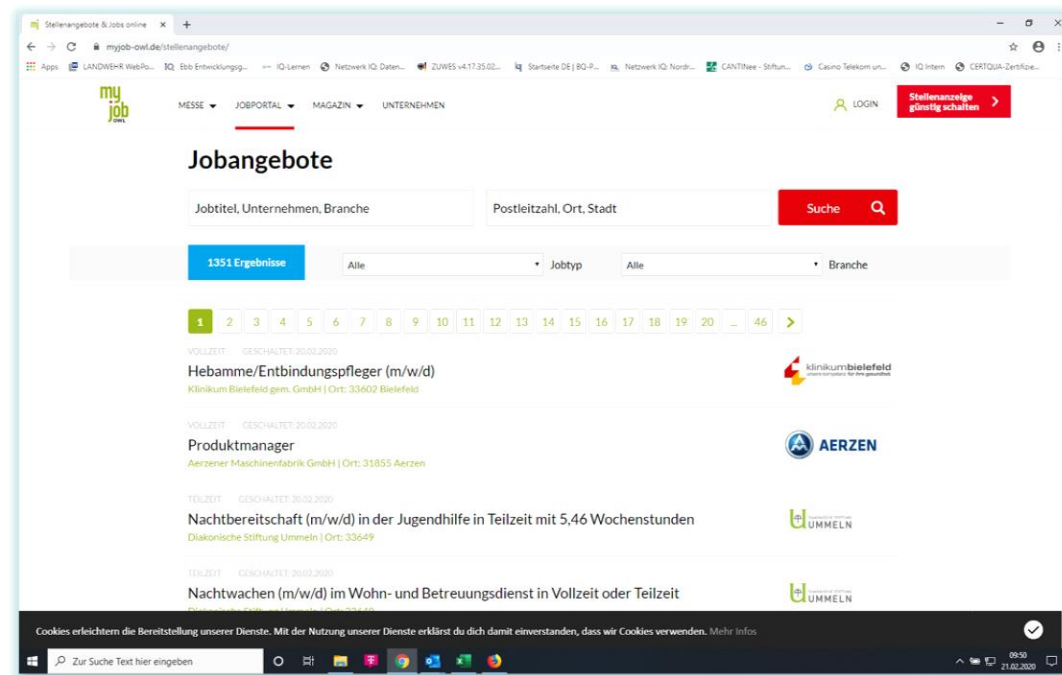 Stellenangebote & Jobs online
myjob-owl.de/stellenangebote/
Apps LANDWEHR WebPo... Ebb Entwicklungsg... IQ-Lernen Netzwerk IQ: Daten... ZUWES v4.17.35.02... Startseite DE | BQ-P... Netzwerk IQ: Nordr... CANTINee - Stiftun... Casino Telekom un... IQ Intern CERTQUA-Zertifize...
my job OWL
MESSE JOBPORTAL MAGAZIN UNTERNEHMEN LOGIN
Stellenanzeige
günstig schalten
Jobangebote
Jobtitel, Unternehmen, Branche Postleitzahl, Ort, Stadt Suche
1351 Ergebnisse Alle Jobtyp Alle Branche
1 2 3 4 5 6 7 8 9 10 11 12 13 14 15 16 17 18 19 20 ... 46
VOLLZEIT GESCHALTET: 20.02.2020
Hebamme/Entbindungspfleger (m/w/d)
Klinikum Bielefeld gem. GmbH | Ort: 33602 Bielefeld
klinikumbielefeld
VOLLZEIT GESCHALTET: 20.02.2020
Produktmanager
Aerzener Maschinenfabrik GmbH | Ort: 31855 Aerzen
AERZEN
TEILZEIT GESCHALTET: 20.02.2020
Nachtbereitschaft (m/w/d) in der Jugendhilfe in Teilzeit mit 5,46 Wochenstunden
Diakonische Stiftung Ummeln | Ort: 33649
UMMELN
TEILZEIT GESCHALTET: 20.02.2020
Nachtwachen (m/w/d) im Wohn- und Betreuungsdienst in Vollzeit oder Teilzeit
UMMELN
Cookies erleichtern die Bereitstellung unserer Dienste. Mit der Nutzung unserer Dienste erklärst du dich damit einverstanden, dass wir Cookies verwenden. Mehr Infos
Zur Suche Text hier eingeben
09:50
21.02.2020